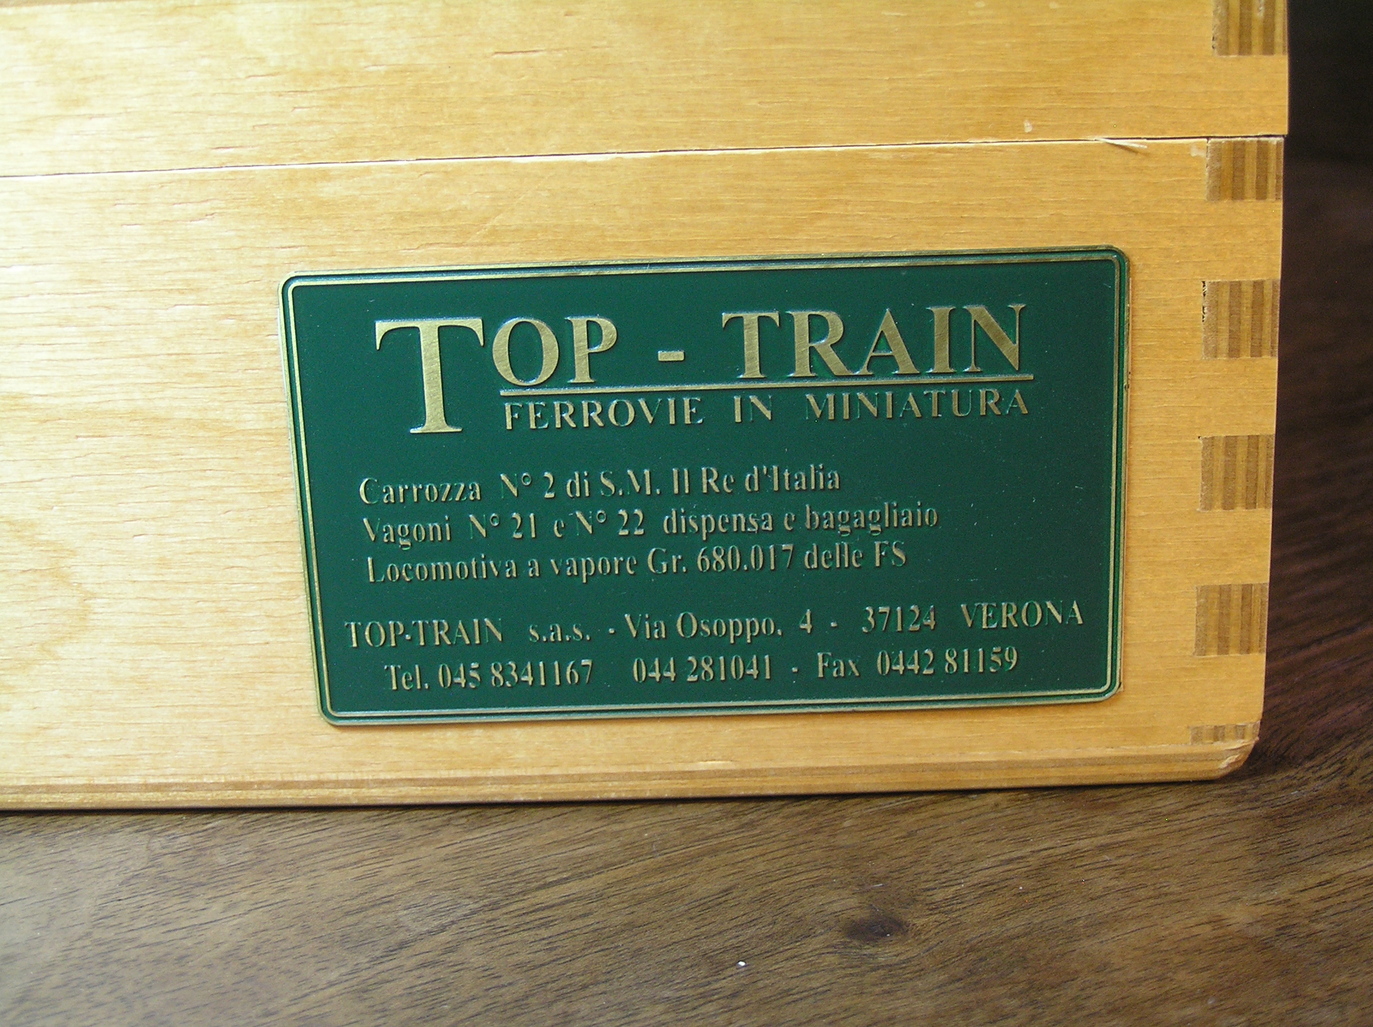 TOP - TRAIN
FERROVIE IN MINIATURA
Carrozza N° 2 di S.M. Il Re d'Italia
Vagoni N° 21 e N° 22 dispensa e bagagliaio
Locomotiva a vapore Gr. 680.017 delle FS
TOP-TRAIN s.a.s. - Via Osoppo, 4 - 37124 VERONA
Tel. 045 8341167 044 281041 - Fax 0442 81159